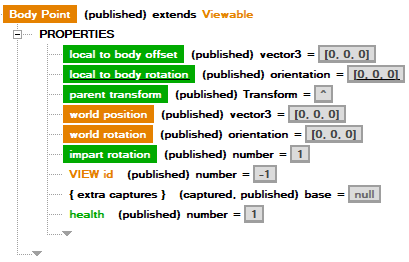 Body Point (published) extends Viewable
PROPERTIES
local to body offset (published) vector3 = [0, 0, 0]
local to body rotation (published) orientation = [0, 0, 0]
parent transform (published) Transform = ^
world position (published) vector3 = [0, 0, 0]
world rotation (published) orientation = [0, 0, 0]
impart rotation (published) number = 1
VIEW id (published) number = -1
{ extra captures } (captured, published) base = null
health (published) number = 1